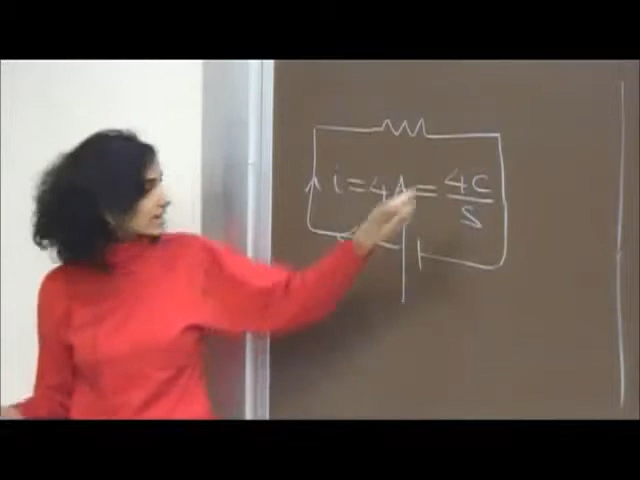 i = 4A = 4C/S